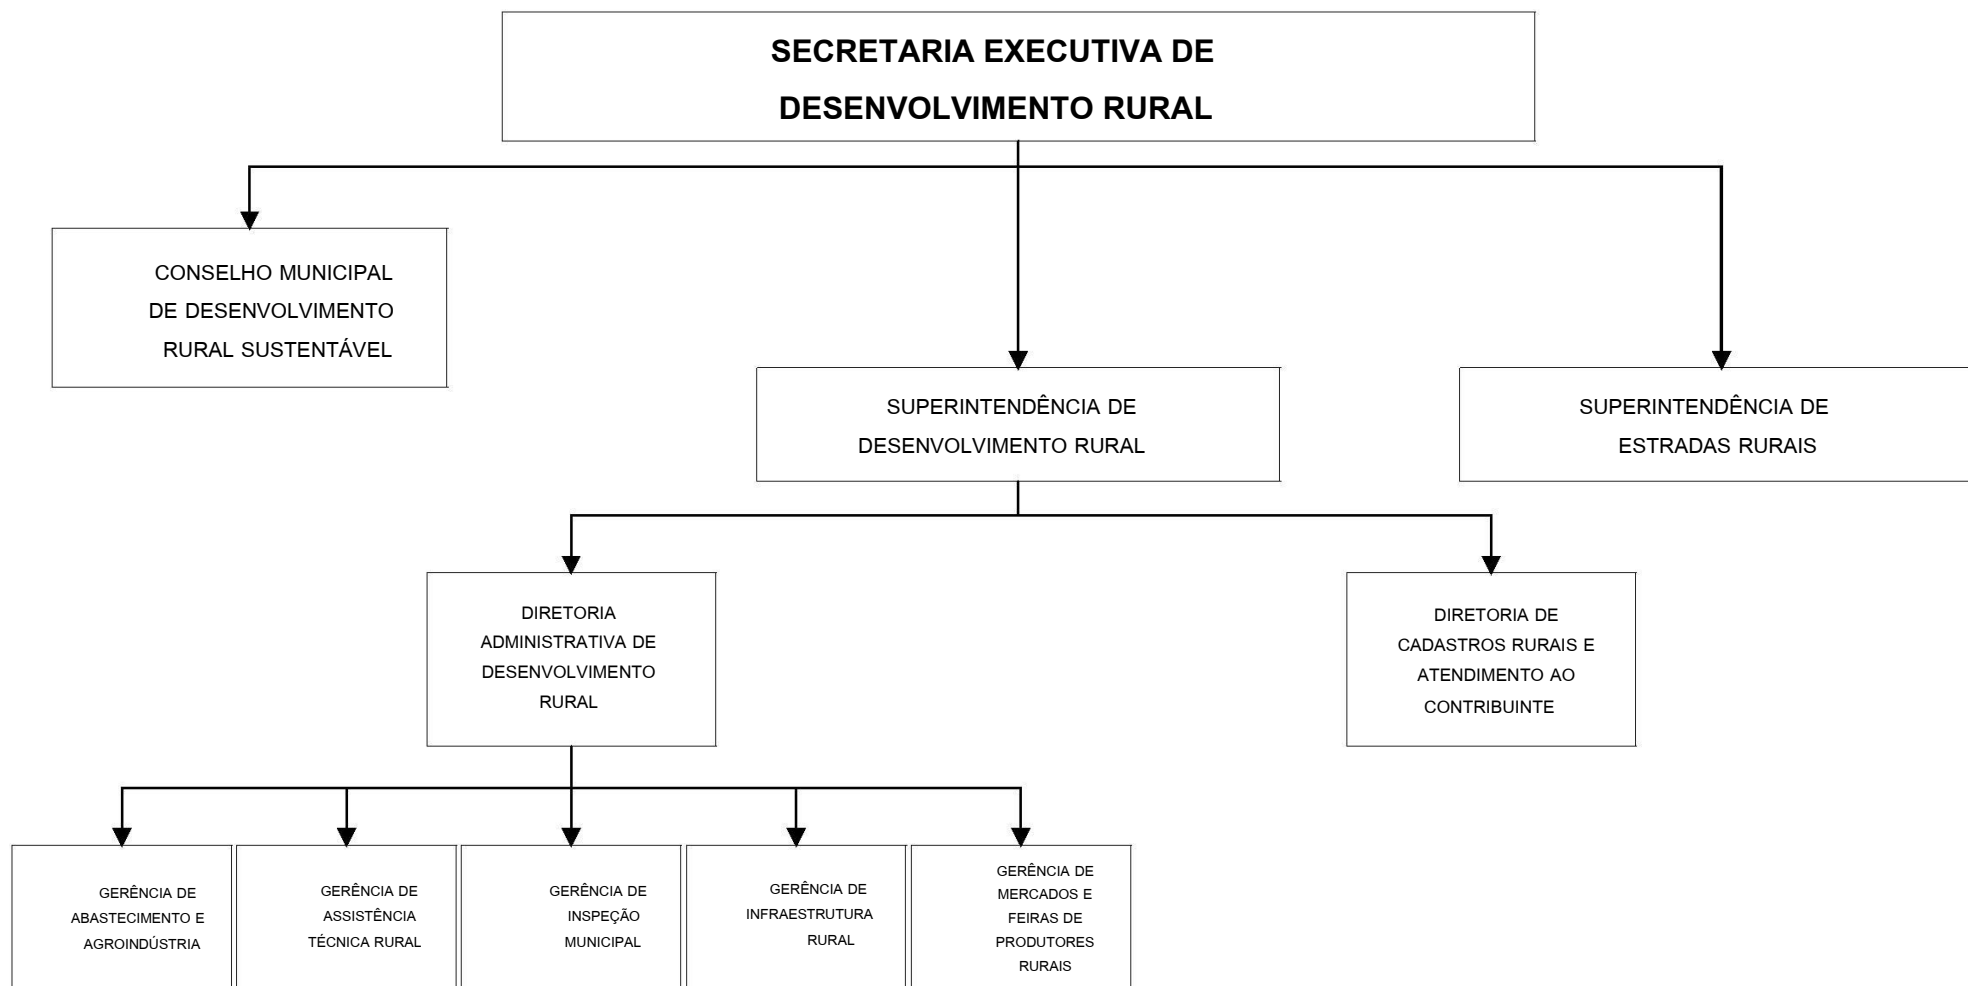 SECRETARIA EXECUTIVA DE
DESENVOLVIMENTO RURAL
CONSELHO MUNICIPAL
DE DESENVOLVIMENTO
RURAL SUSTENTÁVEL
SUPERINTENDÊNCIA DE
DESENVOLVIMENTO RURAL
SUPERINTENDÊNCIA DE
ESTRADAS RURAIS
DIRETORIA
ADMINISTRATIVA DE
DESENVOLVIMENTO
RURAL
DIRETORIA DE
CADASTROS RURAIS E
ATENDIMENTO AO
CONTRIBUINTE
GERÊNCIA DE
ABASTECIMENTO E
AGROINDÚSTRIA
GERÊNCIA DE
ASSISTÊNCIA
TÉCNICA RURAL
GERÊNCIA DE
INSPEÇÃO
MUNICIPAL
GERÊNCIA DE
INFRAESTRUTURA
RURAL
GERÊNCIA DE
MERCADOS E
FEIRAS DE
PRODUTORES
RURAIS